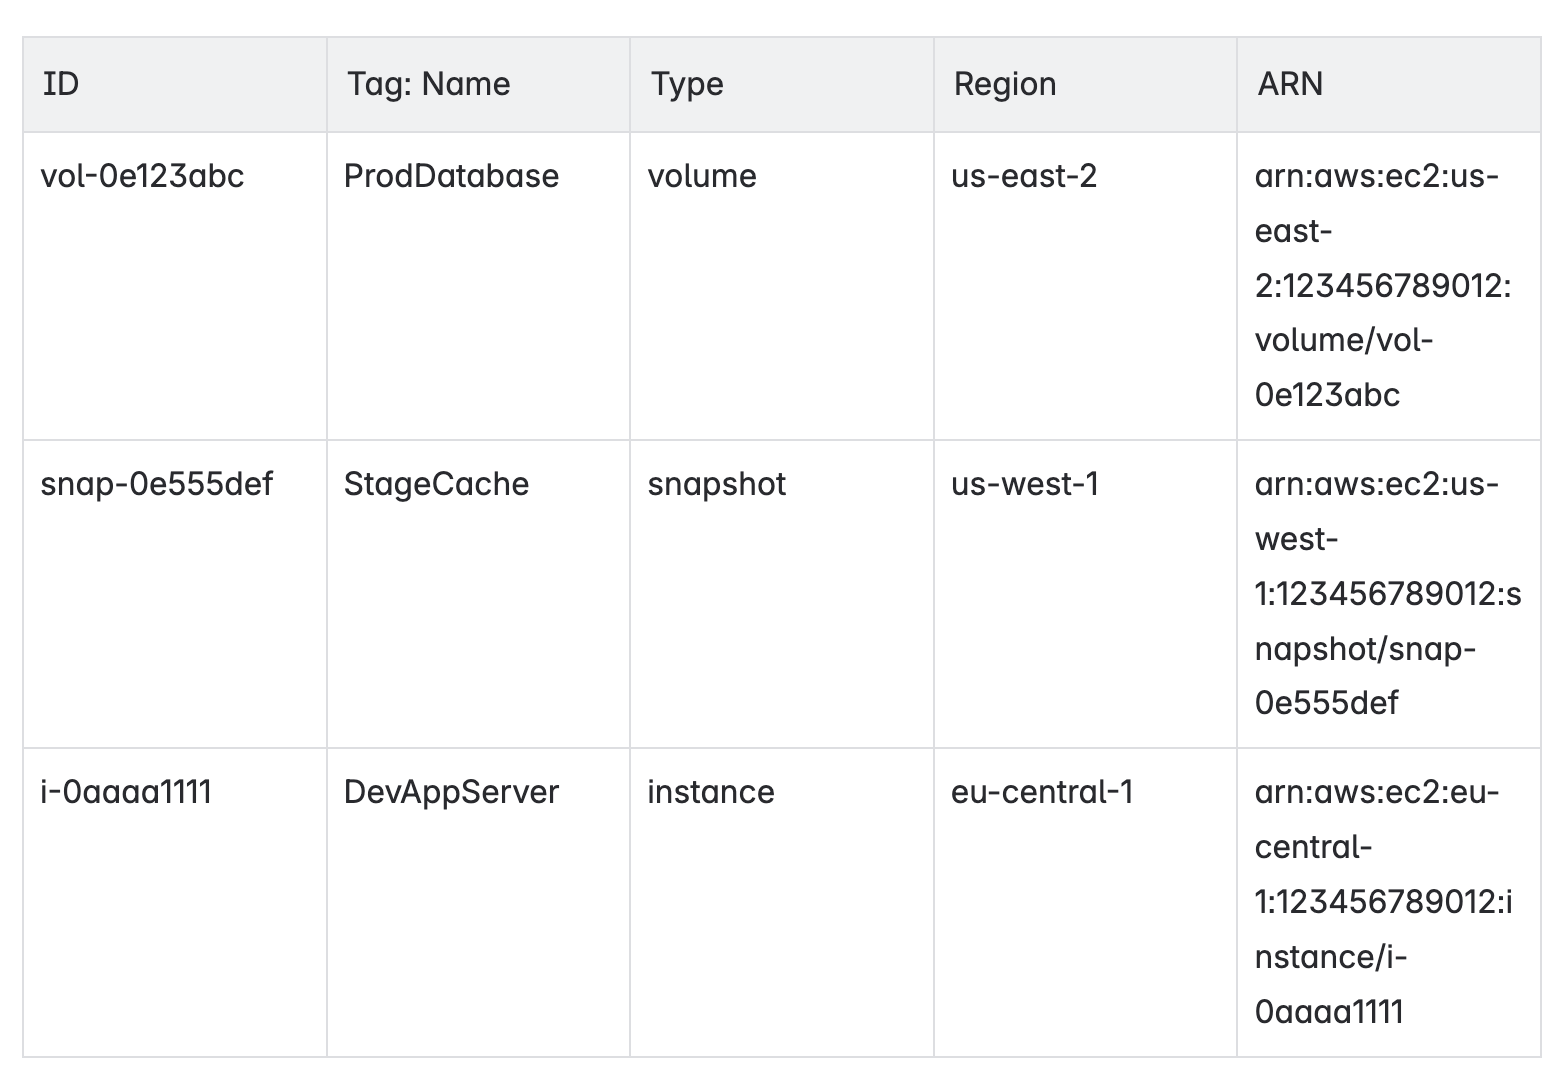 ID Tag: Name Type Region ARN
vol-0e123abc ProdDatabase volume us-east-2 arn:aws:ec2:us-
east-
2:123456789012:
volume/vol-
0e123abc
snap-0e555def StageCache snapshot us-west-1 arn:aws:ec2:us-
west-
1:123456789012:s
napshot/snap-
0e555def
i-0aaaa1111 DevAppServer instance eu-central-1 arn:aws:ec2:eu-
central-
1:123456789012:i
nstance/i-
0aaaa1111